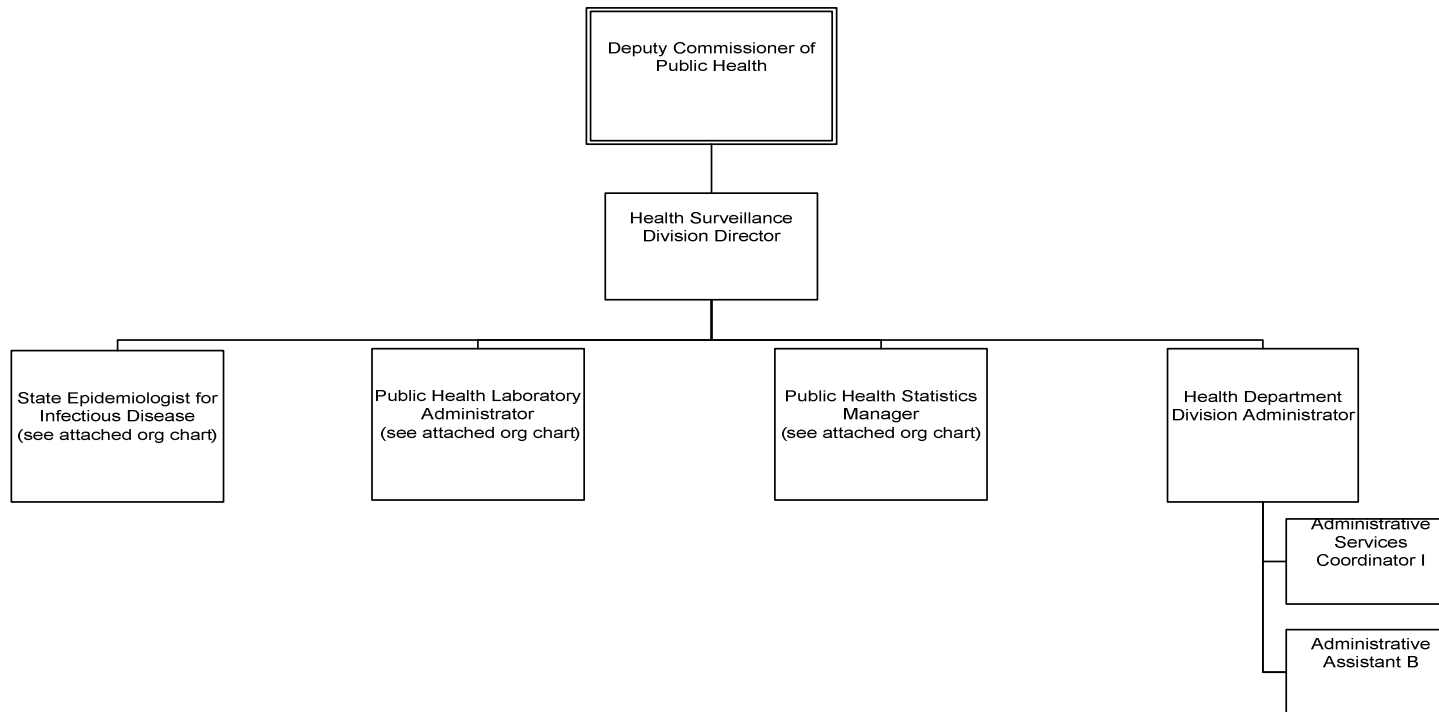 Deputy Commissioner of
Public Health
Health Surveillance
Division Director
State Epidemiologist for
Infectious Disease
(see attached org chart)
Public Health Laboratory
Administrator
(see attached org chart)
Public Health Statistics
Manager
(see attached org chart)
Health Department
Division Administrator
Administrative
Services
Coordinator I
Administrative
Assistant B